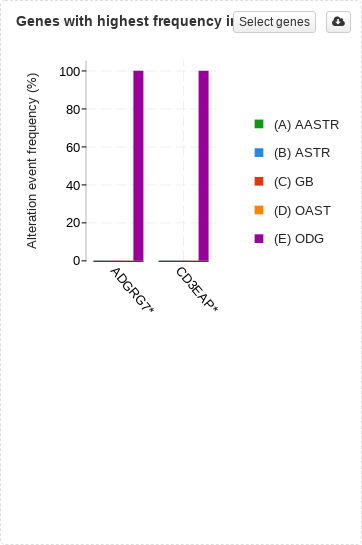 Genes with highest frequency in
Select genes
Alteration event frequency (%)
100
80
60
40
20
0
ADGRG7*
CD3EAP*
(A) AASTR
(B) ASTR
(C) GB
(D) OAST
(E) ODG